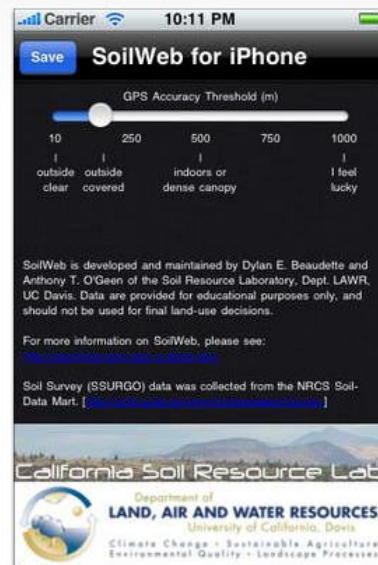 Carrier 10:11 PM
Save SoilWeb for iPhone
GPS Accuracy Threshold (m)
10 250 500 750 1000
outside clear
outside covered
indoors or dense canopy
I feel lucky
SoilWeb is developed and maintained by Dylan E. Beaudette and
Anthony T. O'Geen of the Soil Resource Laboratory, Dept. LAWR,
UC Davis. Data are provided for educational purposes only, and
should not be used for final land-use decisions.
For more information on SoilWeb, please see:
Soil Survey (SSURGO) data was collected from the NRCS Soil-
Data Mart. [ ]
California Soil Resource Lab
Department of
LAND, AIR AND WATER RESOURCES
University of California, Davis
Climate Change • Sustainable Agriculture
Environmental Quality • Landscape Processes